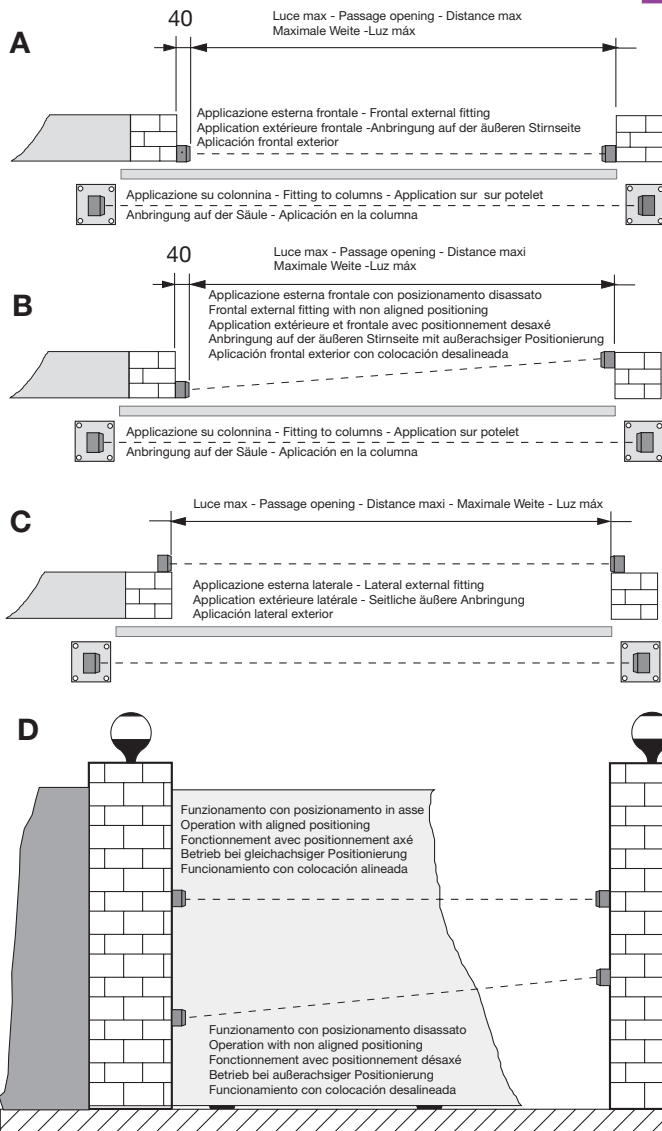 A
40
Luce max - Passage opening - Distance max
Maximale Weite -Luz máx
Applicazione esterna frontale - Frontal external fitting
Application extérieure frontale -Anbringung auf der äußeren Stirnseite
Aplicación frontal exterior
Applicazione su colonnina - Fitting to columns - Application sur sur potelet
Anbringung auf der Säule - Aplicación en la columna
B
40
Luce max - Passage opening - Distance maxi
Maximale Weite -Luz máx
Applicazione esterna frontale con posizionamento disassato
Frontal external fitting with non aligned positioning
Application extérieure et frontale avec positionnement desaxé
Anbringung auf der äußeren Stirnseite mit außerachsiger Positionierung
Aplicación frontal exterior con colocación desalineada
Applicazione su colonnina - Fitting to columns - Application sur potelet
Anbringung auf der Säule - Aplicación en la columna
C
Luce max - Passage opening - Distance maxi - Maximale Weite - Luz máx
Applicazione esterna laterale - Lateral external fitting
Application extérieure latérale - Seitliche äußere Anbringung
Aplicación lateral exterior
D
Funzionamento con posizionamento in asse
Operation with aligned positioning
Fonctionnement avec positionnement axé
Betrieb bei gleichachsiger Positionierung
Funcionamiento con colocación alineada
Funzionamento con posizionamento disassato
Operation with non aligned positioning
Fonctionnement avec positionnement désaxé
Betrieb bei außerachsiger Positionierung
Funcionamiento con colocación desalineada